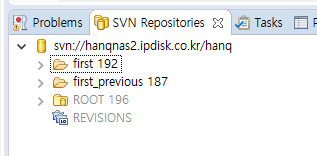 Problems SVN Repositories Tasks P
svn://hanqnas2.ipdisk.co.kr/hanq
first 192
first_previous 187
ROOT 196
REVISIONS